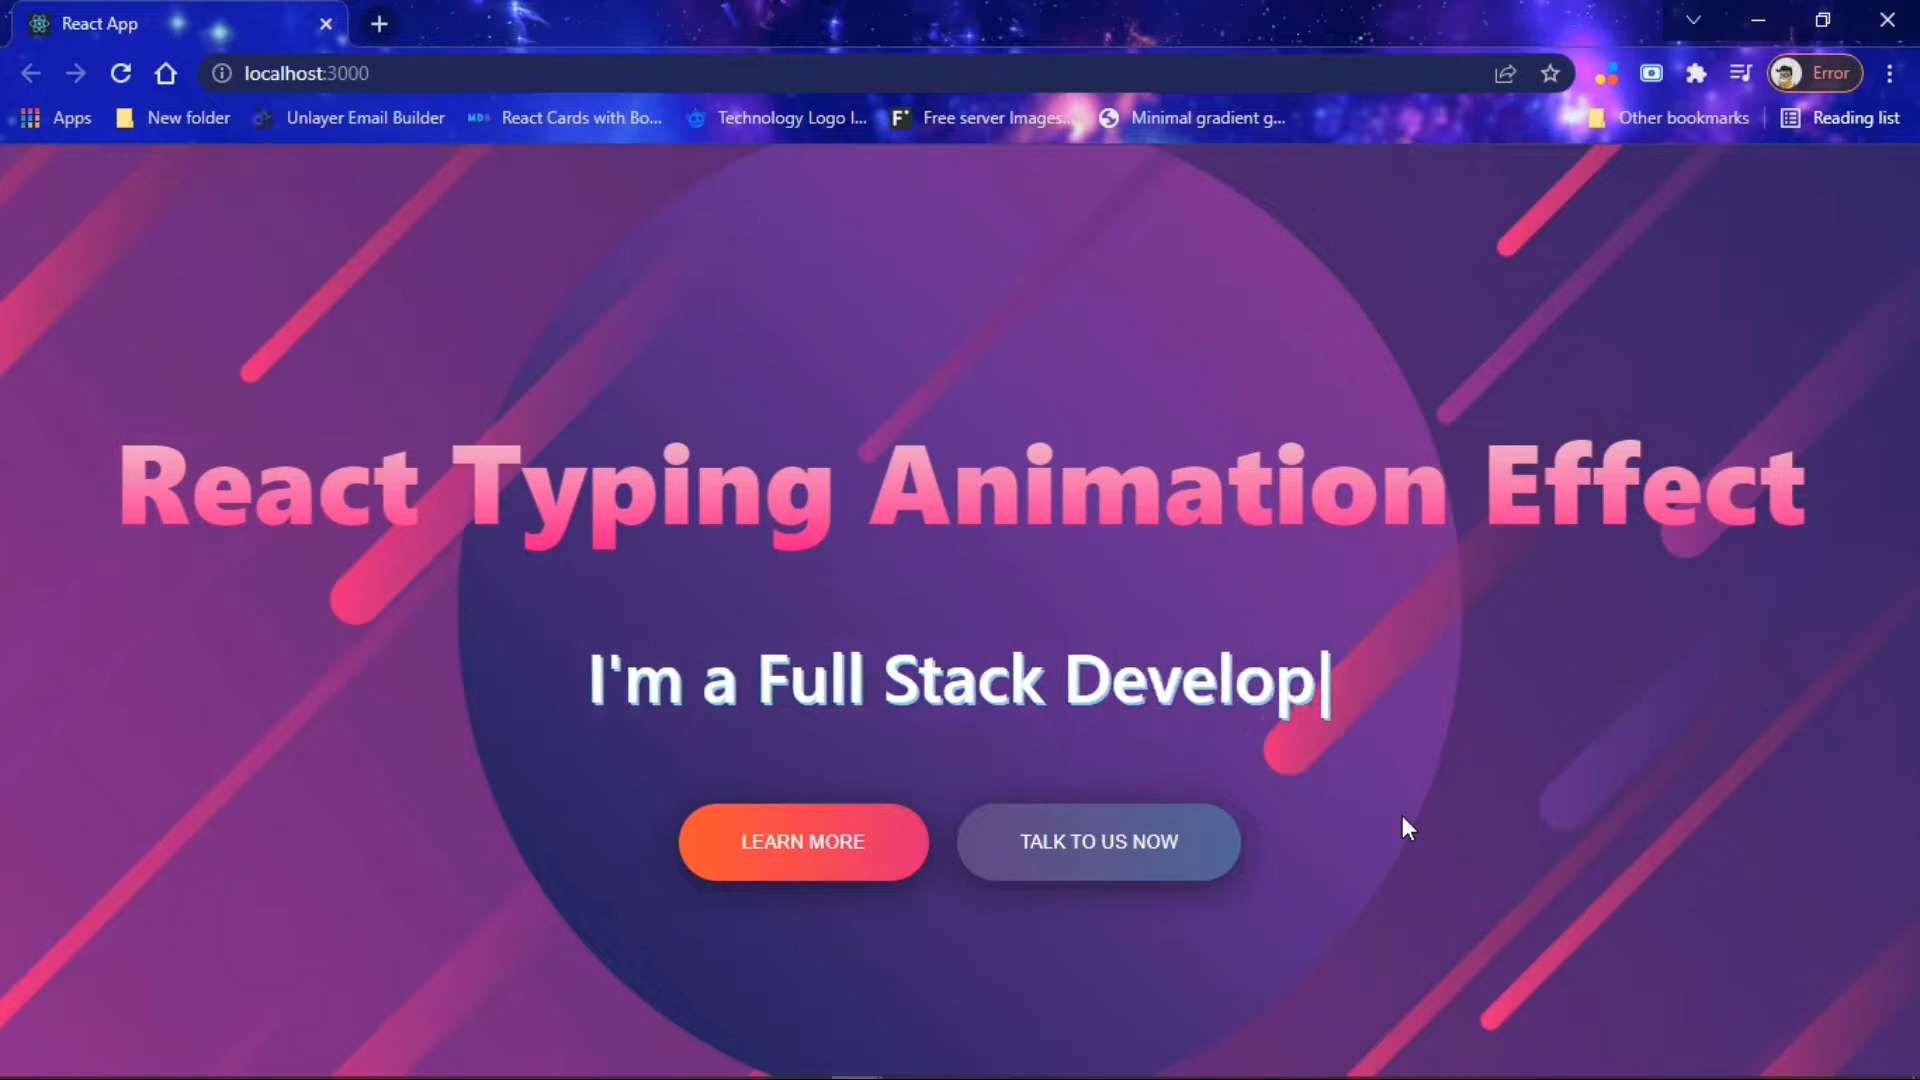 React App
localhost:3000
Error
Apps
New folder
Unlayer Email Builder
MDB
React Cards with Bo...
Technology Logo I...
F
Free server Images...
Minimal gradient g...
Other bookmarks
Reading list
React Typing Animation Effect
I'm a Full Stack Develop|
LEARN MORE
TALK TO US NOW